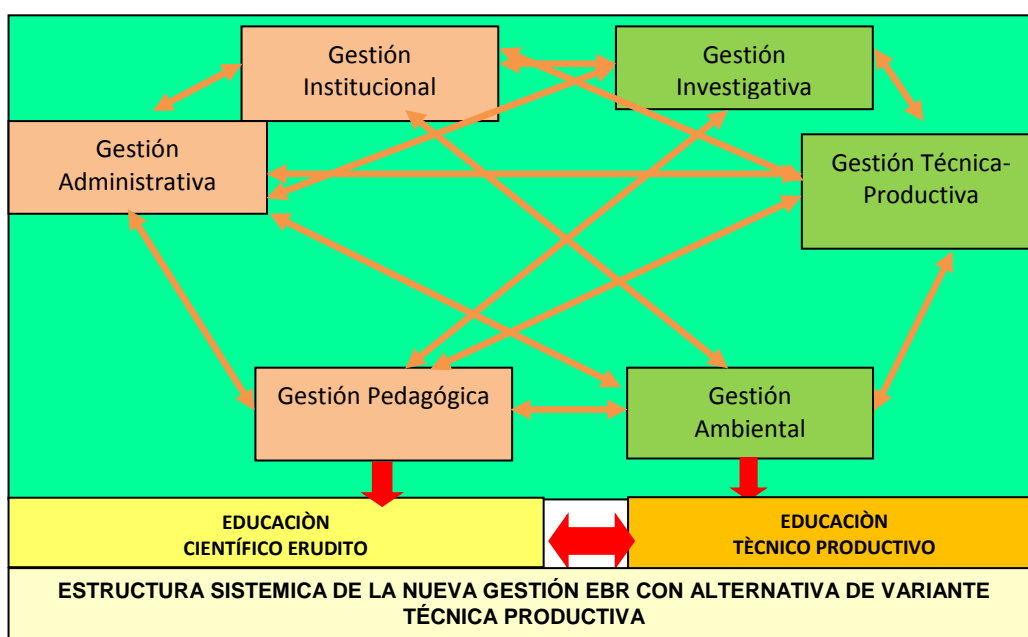 Gestión
Institucional
Gestión
Investigativa
Gestión
Administrativa
Gestión Técnica-
Productiva
Gestión Pedagógica
Gestión
Ambiental
EDUCACIÒN
CIENTÍFICO ERUDITO
EDUCACIÒN
TÈCNICO PRODUCTIVO
ESTRUCTURA SISTEMICA DE LA NUEVA GESTIÓN EBR CON ALTERNATIVA DE VARIANTE
TÉCNICA PRODUCTIVA